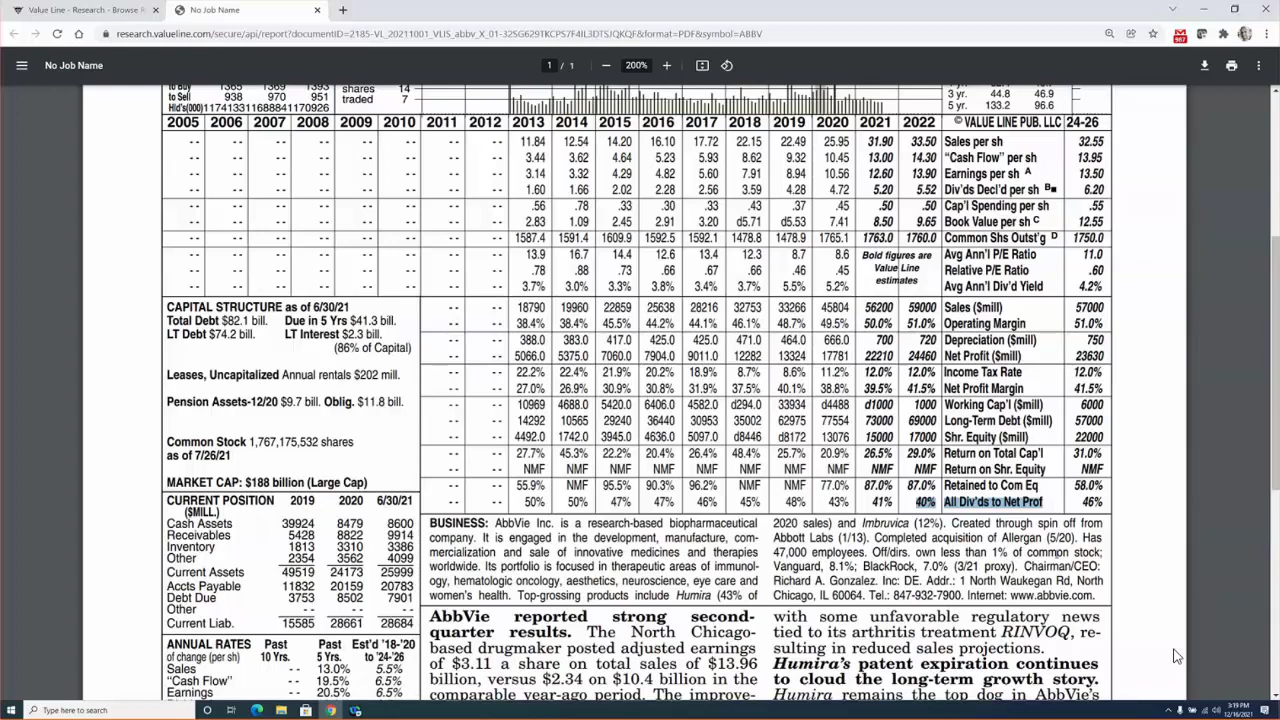 Value Line - Research - Browse R
No Job Name
research.valueline.com/secure/api/report?documentID=2185-VL_20211001_VLIS_abbv_X_01-32SG629TKCPS7F4IL3DTSJQKQF&format=PDF&symbol=ABBV
987
No Job Name
1 / 1
200%
to Buy 1365 1369 1393
to Sell 938 970 951
Hld's(000) 1174133 1168884 1170926
shares 14
traded 7
3 yr. 44.8 46.9
5 yr. 133.2 96.6
2005 2006 2007 2008 2009 2010 2011 2012 2013 2014 2015 2016 2017 2018 2019 2020 2021 2022 © VALUE LINE PUB. LLC 24-26
-- -- -- -- -- -- -- -- 11.84 12.54 14.20 16.10 17.72 22.15 22.49 25.95 31.90 33.50 Sales per sh 32.55
-- -- -- -- -- -- -- -- 3.44 3.62 4.64 5.23 5.93 8.62 9.32 10.45 13.00 14.30 "Cash Flow" per sh 13.95
-- -- -- -- -- -- -- -- 3.14 3.32 4.29 4.82 5.60 7.91 8.94 10.56 12.60 13.90 Earnings per sh A 13.50
-- -- -- -- -- -- -- -- 1.60 1.66 2.02 2.28 2.56 3.59 4.28 4.72 5.20 5.52 Div'ds Decl'd per sh B■ 6.20
-- -- -- -- -- -- -- -- .56 .78 .33 .30 .33 .43 .37 .45 .50 .50 Cap'l Spending per sh .55
-- -- -- -- -- -- -- -- 2.83 1.09 2.45 2.91 3.20 d5.71 d5.53 7.41 8.50 9.65 Book Value per sh C 12.55
-- -- -- -- -- -- -- -- 1587.4 1591.4 1609.9 1592.5 1592.1 1478.8 1478.9 1765.1 1763.0 1760.0 Common Shs Outst'g D 1750.0
-- -- -- -- -- -- -- -- 13.9 16.7 14.4 12.6 13.4 12.3 8.7 8.6 Bold figures are Avg Ann'l P/E Ratio 11.0
-- -- -- -- -- -- -- -- .78 .88 .73 .66 .67 .66 .46 .45 Value Line Relative P/E Ratio .60
-- -- -- -- -- -- -- -- 3.7% 3.0% 3.3% 3.8% 3.4% 3.7% 5.5% 5.2% estimates Avg Ann'l Div'd Yield 4.2%
CAPITAL STRUCTURE as of 6/30/21
Total Debt $82.1 bill. Due in 5 Yrs $41.3 bill.
LT Debt $74.2 bill. LT Interest $2.3 bill.
(86% of Capital)
Leases, Uncapitalized Annual rentals $202 mill.
Pension Assets-12/20 $9.7 bill. Oblig. $11.8 bill.
Common Stock 1,767,175,532 shares
as of 7/26/21
MARKET CAP: $188 billion (Large Cap)
-- -- 18790 19960 22859 25638 28216 32753 33266 45804 56200 59000 Sales ($mill) 57000
-- -- 38.4% 38.4% 45.5% 44.2% 44.1% 46.1% 48.7% 49.5% 50.0% 51.0% Operating Margin 51.0%
-- -- 388.0 383.0 417.0 425.0 425.0 471.0 464.0 666.0 700 720 Depreciation ($mill) 750
-- -- 5066.0 5375.0 7060.0 7904.0 9011.0 12282 13324 17781 22210 24460 Net Profit ($mill) 23630
-- -- 22.2% 22.4% 21.9% 20.2% 18.9% 8.7% 8.6% 11.2% 12.0% 12.0% Income Tax Rate 12.0%
-- -- 27.0% 26.9% 30.9% 30.8% 31.9% 37.5% 40.1% 38.8% 39.5% 41.5% Net Profit Margin 41.5%
-- -- 10969 4688.0 5420.0 6406.0 4582.0 d294.0 33934 d4488 d1000 1000 Working Cap'l ($mill) 6000
-- -- 14292 10565 29240 36440 30953 35002 62975 77554 73000 69000 Long-Term Debt ($mill) 57000
-- -- 4492.0 1742.0 3945.0 4636.0 5097.0 d8446 d8172 13076 15000 17000 Shr. Equity ($mill) 22000
-- -- 27.7% 45.3% 22.2% 20.4% 26.4% 48.4% 25.7% 20.9% 26.5% 29.0% Return on Total Cap'l 31.0%
-- -- NMF NMF NMF NMF NMF NMF NMF NMF NMF NMF Return on Shr. Equity NMF
-- -- 55.9% NMF 95.5% 90.3% 96.2% NMF NMF 77.0% 87.0% 87.0% Retained to Com Eq 58.0%
-- -- 50% 50% 47% 47% 46% 45% 48% 43% 41% 40% All Div'ds to Net Prof 46%
CURRENT POSITION 2019 2020 6/30/21
($MILL.)
Cash Assets 39924 8479 8600
Receivables 5428 8822 9914
Inventory 1813 3310 3386
Other 2354 3562 4099
Current Assets 49519 24173 25999
Accts Payable 11832 20159 20783
Debt Due 3753 8502 7901
Other -- -- --
Current Liab. 15585 28661 28684
ANNUAL RATES Past Past Est'd '18-'20
of change (per sh) 10 Yrs. 5 Yrs. to '24-'26
Sales -- 13.0% 5.5%
"Cash Flow" -- 19.5% 6.5%
Earnings -- 20.5% 6.5%
BUSINESS: AbbVie Inc. is a research-based biopharmaceutical
company. It is engaged in the development, manufacture, com-
mercialization and sale of innovative medicines and therapies
worldwide. Its portfolio is focused in therapeutic areas of immunol-
ogy, hematologic oncology, aesthetics, neuroscience, eye care and
women's health. Top-grossing products include Humira (43% of
2020 sales) and Imbruvica (12%). Created through spin off from
Abbott Labs (1/13). Completed acquisition of Allergan (5/20). Has
47,000 employees. Off/dirs. own less than 1% of common stock;
Vanguard, 8.1%; BlackRock, 7.0% (3/21 proxy). Chairman/CEO:
Richard A. Gonzalez. Inc: DE. Addr.: 1 North Waukegan Rd, North
Chicago, IL 60064. Tel.: 847-932-7900. Internet: www.abbvie.com.
AbbVie reported strong second-
quarter results. The North Chicago-
based drugmaker posted adjusted earnings
of $3.11 a share on total sales of $13.96
billion, versus $2.34 on $10.4 billion in the
comparable year-ago period. The improve-
with some unfavorable regulatory news
tied to its arthritis treatment RINVOQ, re-
sulting in reduced sales projections.
Humira's patent expiration continues
to cloud the long-term growth story.
Humira remains the top dog in AbbVie's
Type here to search
3:19 PM
12/16/2021